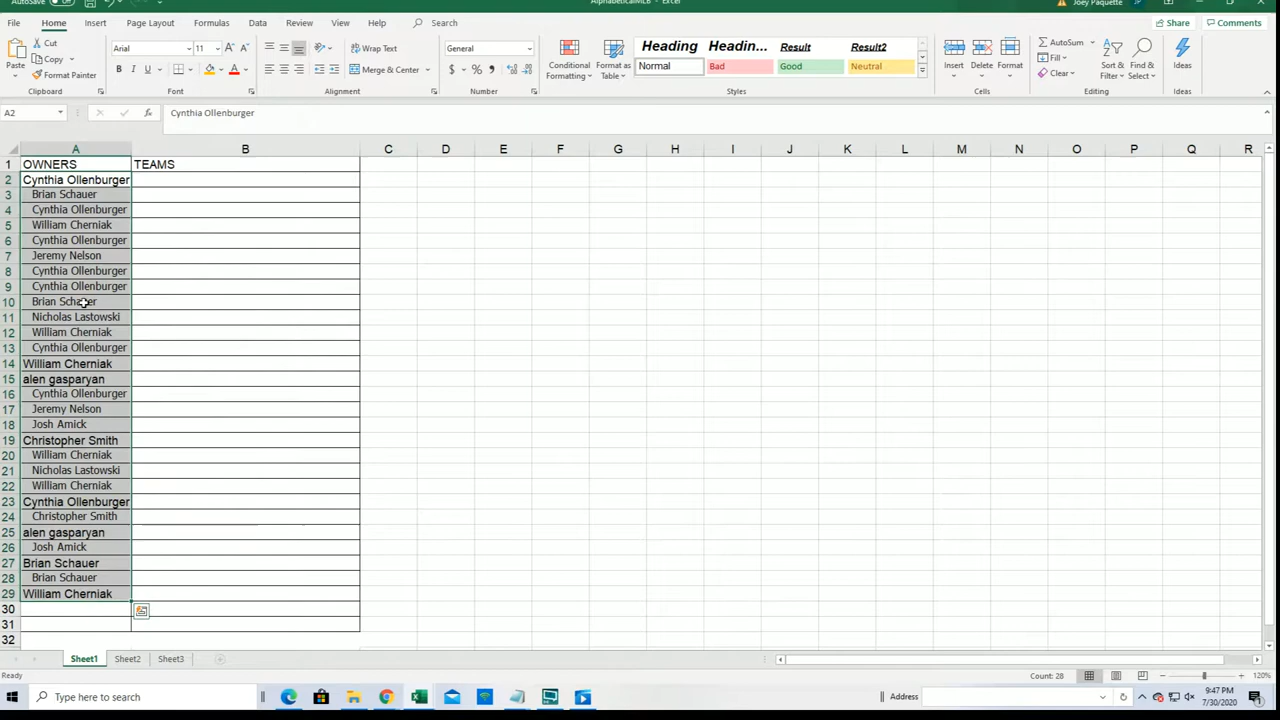 AutoSave Off AlphabeticalMLB - Excel Joey Paquette JP
File Home Insert Page Layout Formulas Data Review View Help Search Share Comments
Paste Cut Copy Format Painter Clipboard
Arial 11 A A B I U A Font
Wrap Text Merge & Center Alignment
General $ % , Number
Conditional Formatting Format as Table
Heading Headin... Result Result2
Normal Bad Good Neutral
Styles
Insert Delete Format Cells
AutoSum Fill Clear Sort & Filter Find & Select Editing
Ideas Ideas
A2 fx Cynthia Ollenburger
A B C D E F G H I J K L M N O P Q R
1 OWNERS TEAMS
2 Cynthia Ollenburger
3 Brian Schauer
4 Cynthia Ollenburger
5 William Cherniak
6 Cynthia Ollenburger
7 Jeremy Nelson
8 Cynthia Ollenburger
9 Cynthia Ollenburger
10 Brian Schauer
11 Nicholas Lastowski
12 William Cherniak
13 Cynthia Ollenburger
14 William Cherniak
15 alen gasparyan
16 Cynthia Ollenburger
17 Jeremy Nelson
18 Josh Amick
19 Christopher Smith
20 William Cherniak
21 Nicholas Lastowski
22 William Cherniak
23 Cynthia Ollenburger
24 Christopher Smith
25 alen gasparyan
26 Josh Amick
27 Brian Schauer
28 Brian Schauer
29 William Cherniak
30
31
32
Sheet1 Sheet2 Sheet3
Ready Count: 28 120%
Type here to search Address 9:47 PM
7/30/2020